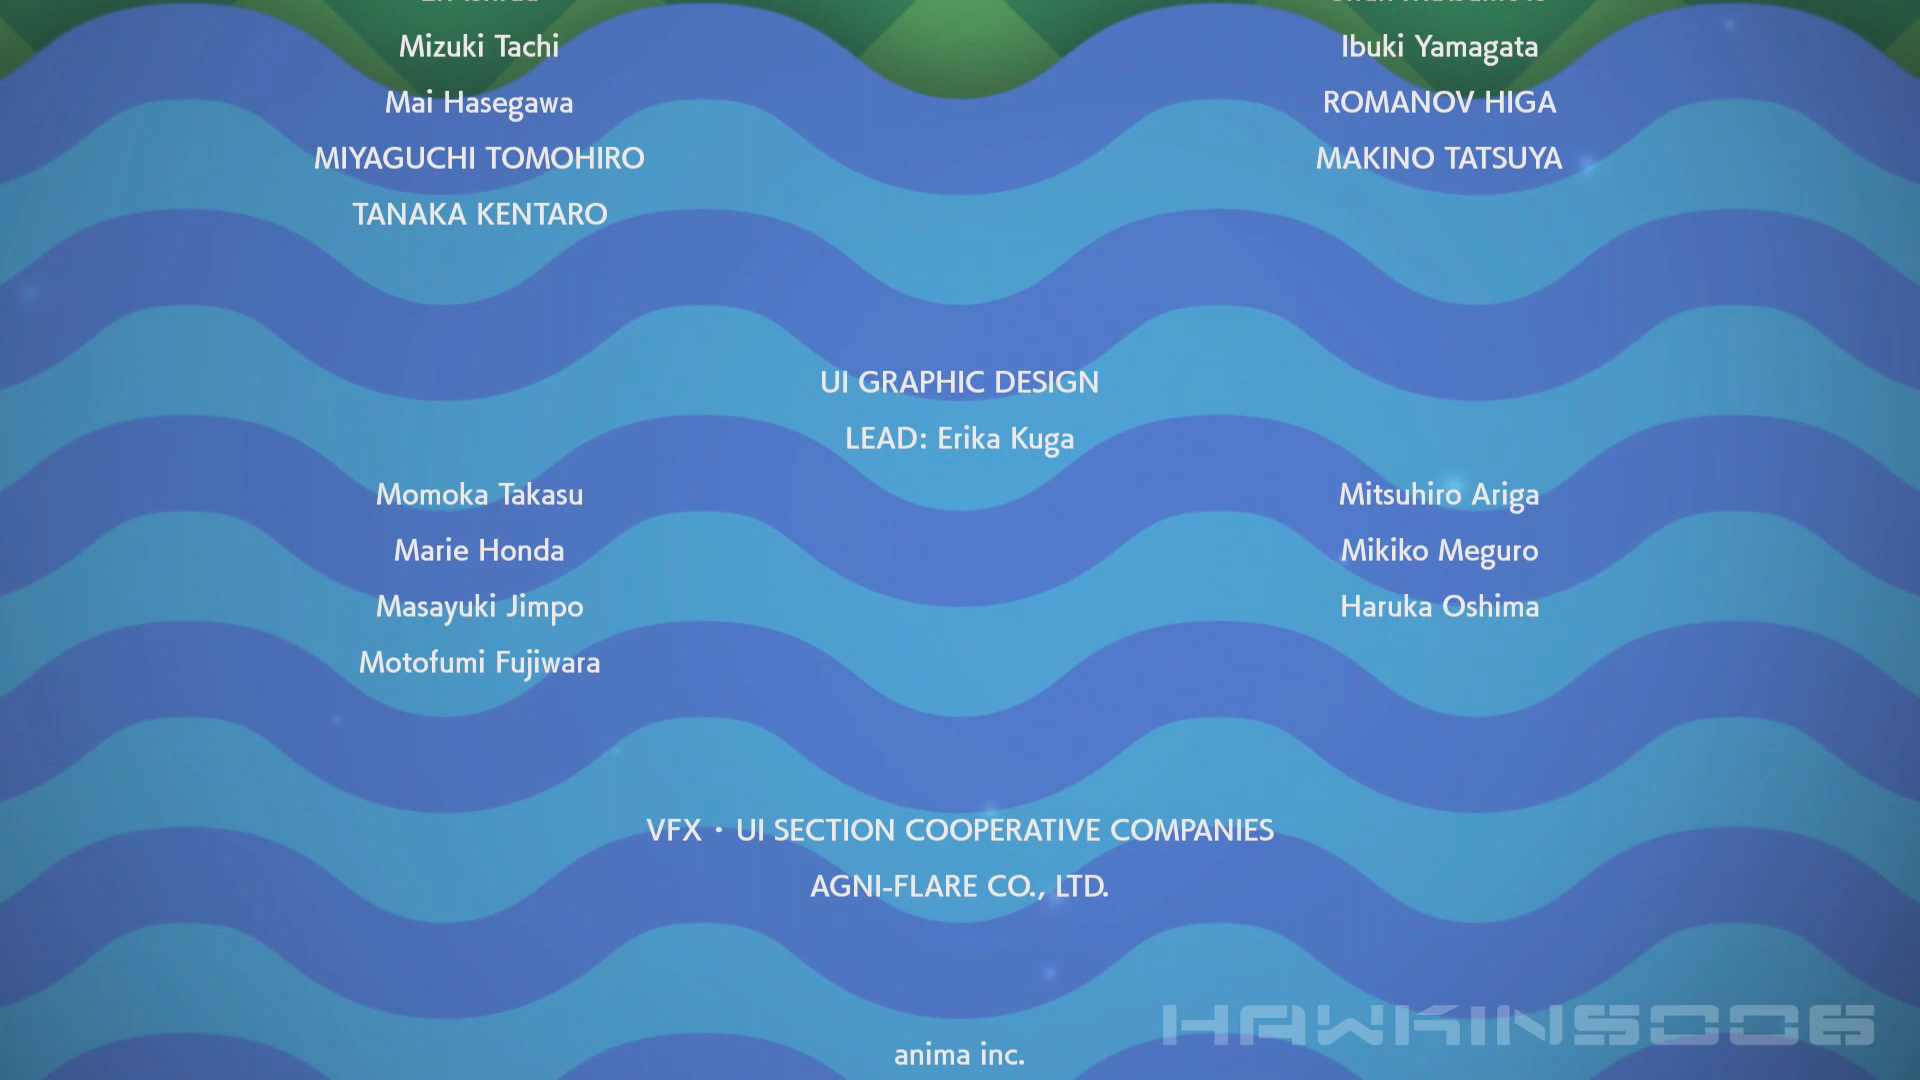 Mizuki Tachi
Ibuki Yamagata
Mai Hasegawa
ROMANOV HIGA
MIYAGUCHI TOMOHIRO
MAKINO TATSUYA
TANAKA KENTARO
UI GRAPHIC DESIGN
LEAD: Erika Kuga
Momoka Takasu
Mitsuhiro Ariga
Marie Honda
Mikiko Meguro
Masayuki Jimpo
Haruka Oshima
Motofumi Fujiwara
VFX・UI SECTION COOPERATIVE COMPANIES
AGNI-FLARE CO., LTD.
anima inc.
HAWKINS006